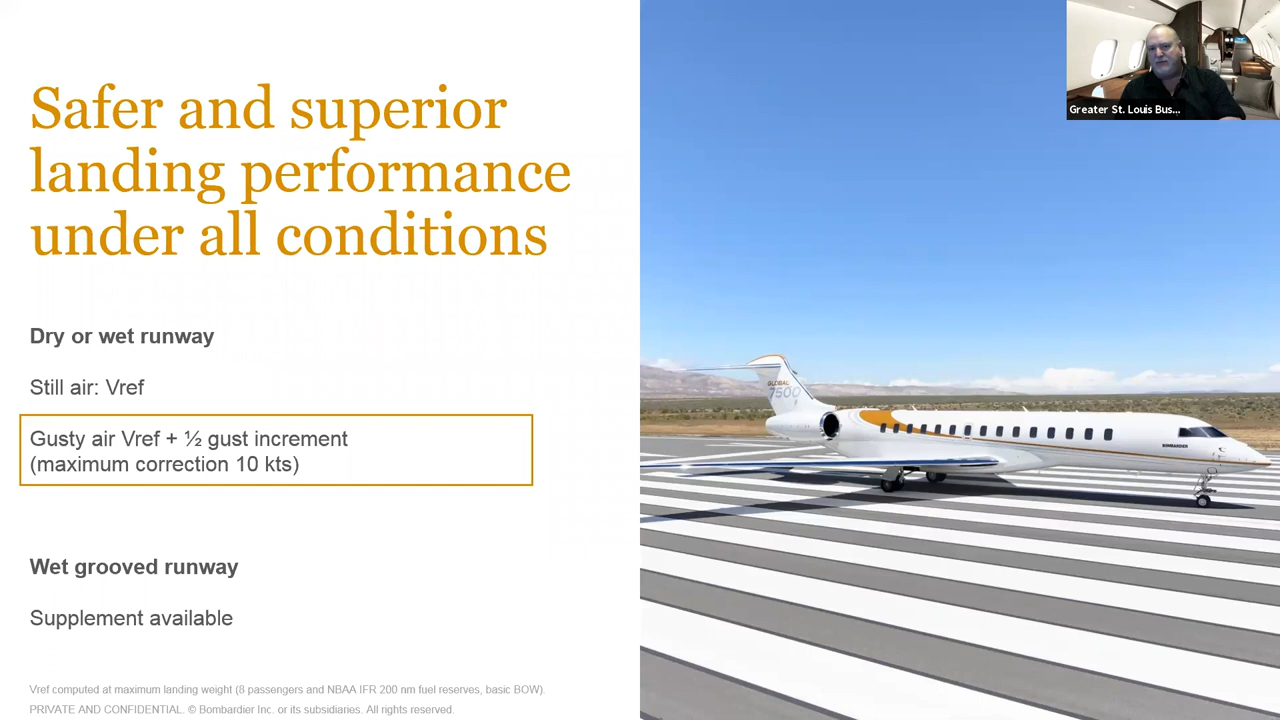 Safer and superior
landing performance
under all conditions
Dry or wet runway
Still air: Vref
Gusty air Vref + ½ gust increment
(maximum correction 10 kts)
Wet grooved runway
Supplement available
Vref computed at maximum landing weight (8 passengers and NBAA IFR 200 nm fuel reserves, basic BOW).
PRIVATE AND CONFIDENTIAL. © Bombardier Inc. or its subsidiaries. All rights reserved.
Greater St. Louis Bus...
GLOBAL
7500
BOMBARDIER